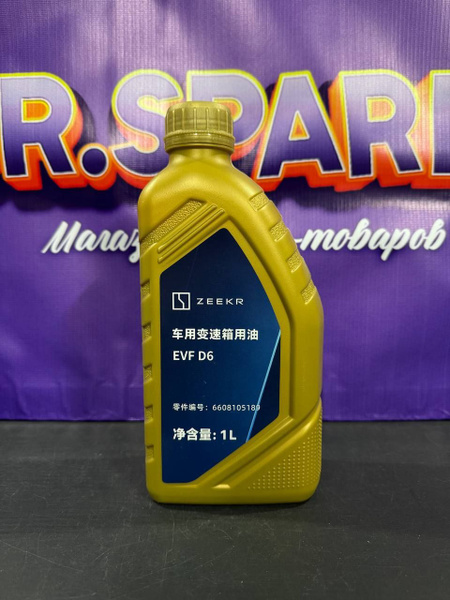 R.SPAR
Магаз -товаров
ZEEKR
车用变速箱用油
EVF D6
零件编号: 6608105189
净含量: 1L